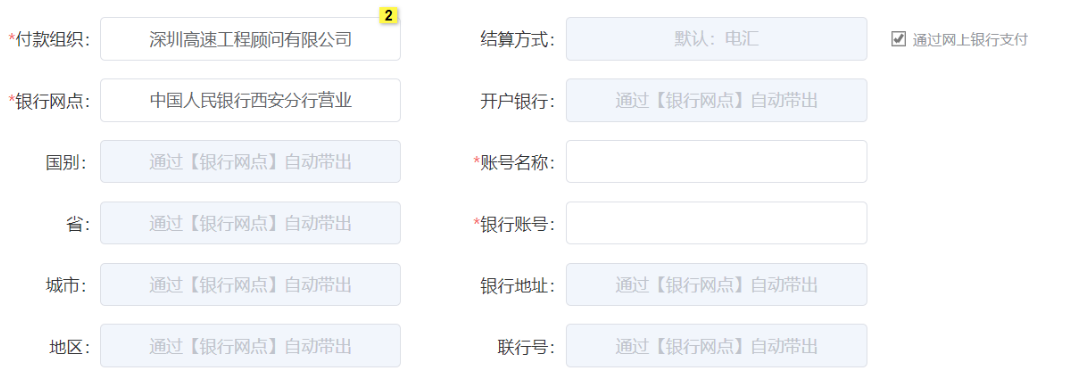 2
*付款组织： 深圳高速工程顾问有限公司 结算方式： 默认：电汇 通过网上银行支付
*银行网点： 中国人民银行西安分行营业 开户银行： 通过【银行网点】自动带出
国别： 通过【银行网点】自动带出 *账号名称：
省： 通过【银行网点】自动带出 *银行账号：
城市： 通过【银行网点】自动带出 银行地址： 通过【银行网点】自动带出
地区： 通过【银行网点】自动带出 联行号： 通过【银行网点】自动带出